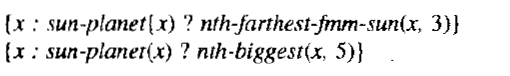 {x : sun-planet{x) ? nth-farthest-fmm-sun(x, 3)}
{x : sun-planet(x) ? nth-biggest(x, 5)}